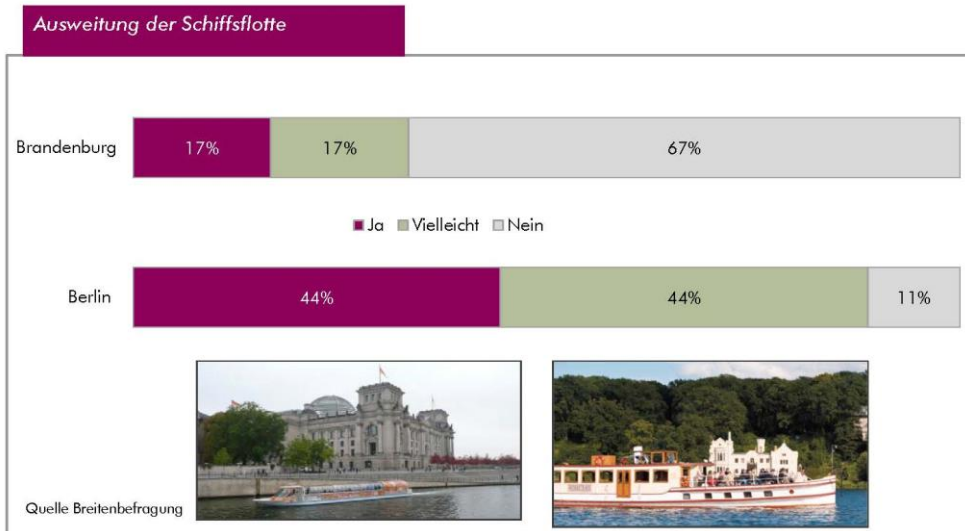 Ausweitung der Schiffsflotte
Brandenburg 17% 17% 67%
Ja Vielleicht Nein
Berlin 44% 44% 11%
Quelle Breitenbefragung